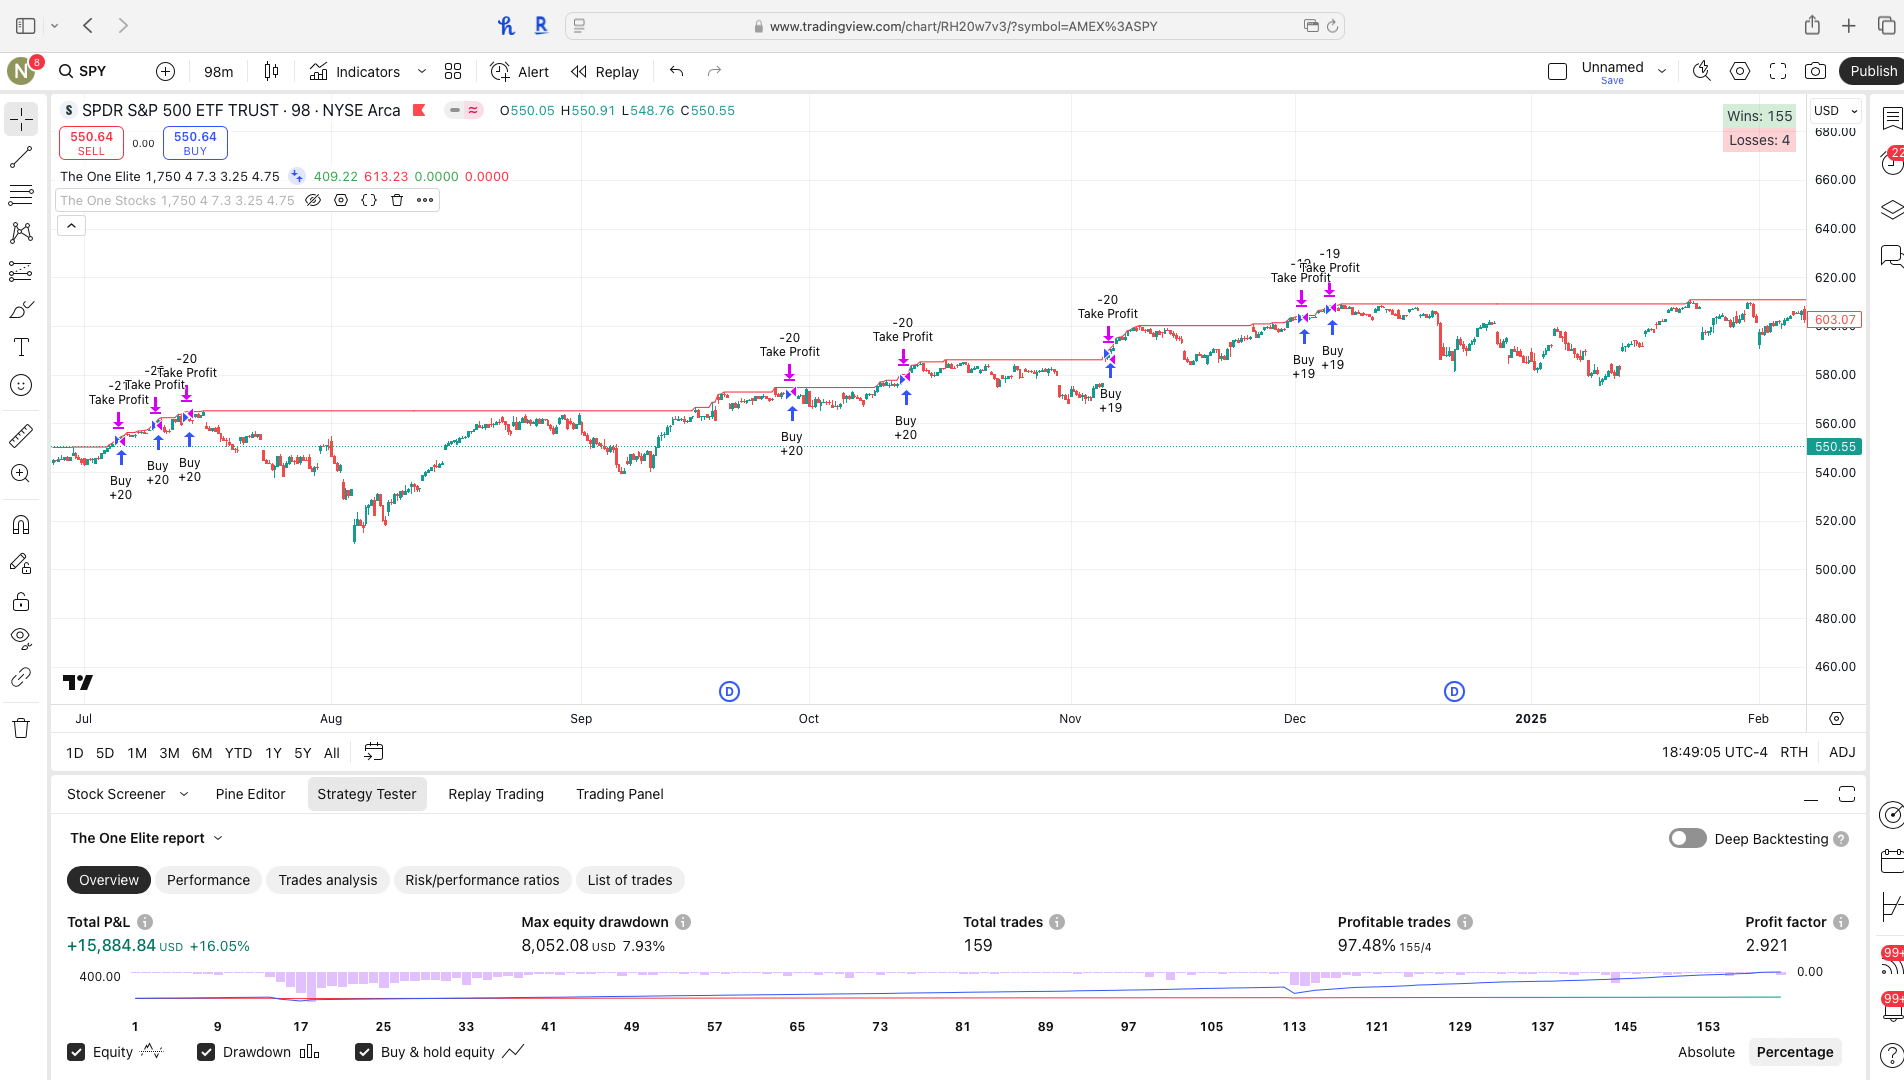 www.tradingview.com/chart/RH20w7v3/?symbol=AMEX%3ASPY
N 8 SPY 98m Indicators Alert Replay Unnamed Save Publish
S SPDR S&P 500 ETF TRUST · 98 · NYSE Arca O550.05 H550.91 L548.76 C550.55
550.64 SELL 0.00 550.64 BUY
The One Elite 1,750 4 7.3 3.25 4.75 409.22 613.23 0.0000 0.0000
The One Stocks 1,750 4 7.3 3.25 4.75
Wins: 155
Losses: 4
USD
680.00
660.00
640.00
620.00
603.07
580.00
560.00
550.55
540.00
520.00
500.00
480.00
460.00
22
Take Profit
Buy
+20
Take Profit
Buy
+20
-20
Take Profit
Buy
+20
-20
Take Profit
Buy
+20
-20
Take Profit
Buy
+20
-20
Take Profit
Buy
+19
Take Profit
Buy
+19
-19
Take Profit
Buy
+19
D D
Jul Aug Sep Oct Nov Dec 2025 Feb
1D 5D 1M 3M 6M YTD 1Y 5Y All 18:49:05 UTC-4 RTH ADJ
Stock Screener Pine Editor Strategy Tester Replay Trading Trading Panel
The One Elite report Deep Backtesting
Overview Performance Trades analysis Risk/performance ratios List of trades
Total P&L Max equity drawdown Total trades Profitable trades Profit factor
+15,884.84 USD +16.05% 8,052.08 USD 7.93% 159 97.48% 155/4 2.921
400.00 0.00
1 9 17 25 33 41 49 57 65 73 81 89 97 105 113 121 129 137 145 153
Equity Drawdown Buy & hold equity Absolute Percentage
99+
99+